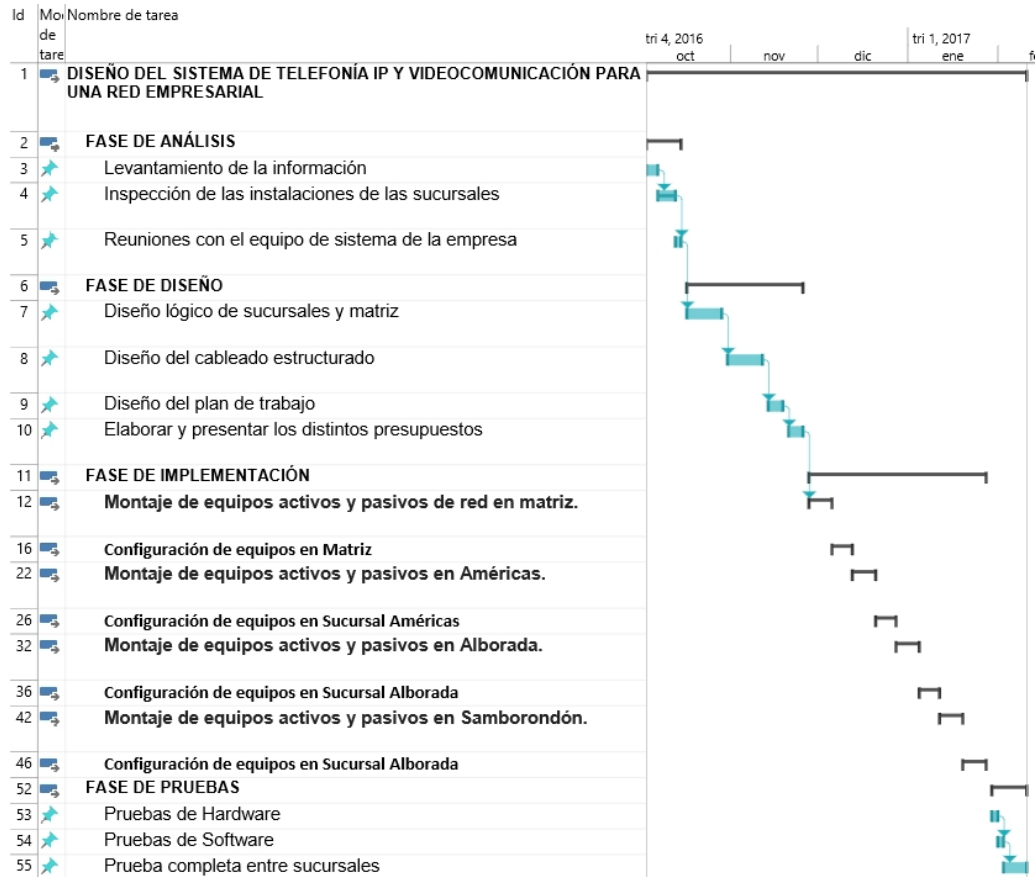 Id
Mo
Nombre de tarea
de
tare
tri 4, 2016
tri 1, 2017
oct
nov
dic
ene
fe
1
DISEÑO DEL SISTEMA DE TELEFONÍA IP Y VIDEOCOMUNICACIÓN PARA
UNA RED EMPRESARIAL
2
FASE DE ANÁLISIS
3
Levantamiento de la información
4
Inspección de las instalaciones de las sucursales
5
Reuniones con el equipo de sistema de la empresa
6
FASE DE DISEÑO
7
Diseño lógico de sucursales y matriz
8
Diseño del cableado estructurado
9
Diseño del plan de trabajo
10
Elaborar y presentar los distintos presupuestos
11
FASE DE IMPLEMENTACIÓN
12
Montaje de equipos activos y pasivos de red en matriz.
16
Configuración de equipos en Matriz
22
Montaje de equipos activos y pasivos en Américas.
26
Configuración de equipos en Sucursal Américas
32
Montaje de equipos activos y pasivos en Alborada.
36
Configuración de equipos en Sucursal Alborada
42
Montaje de equipos activos y pasivos en Samborondón.
46
Configuración de equipos en Sucursal Alborada
52
FASE DE PRUEBAS
53
Pruebas de Hardware
54
Pruebas de Software
55
Prueba completa entre sucursales